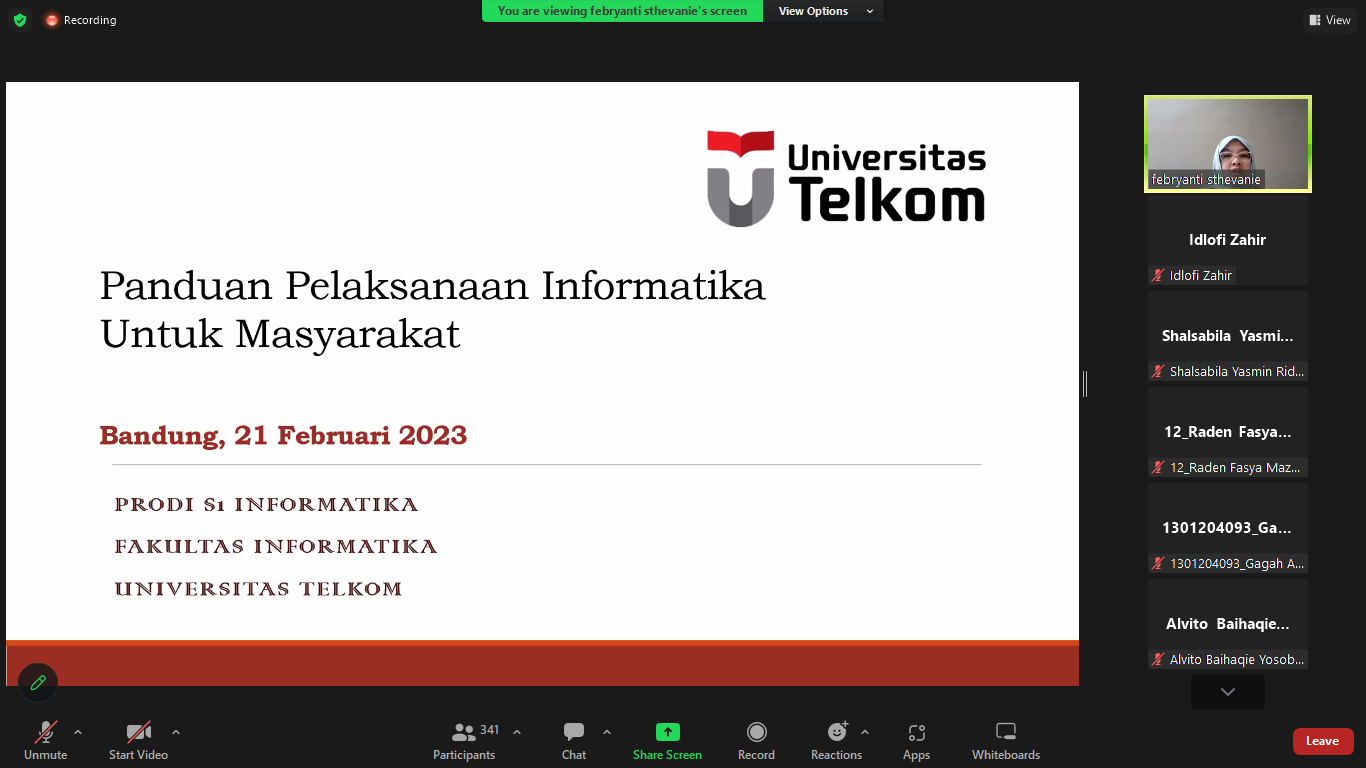 Recording
You are viewing febryanti sthevanie's screen
View Options
View
Universitas
Telkom
Panduan Pelaksanaan Informatika
Untuk Masyarakat
Bandung, 21 Februari 2023
PRODI S1 INFORMATIKA
FAKULTAS INFORMATIKA
UNIVERSITAS TELKOM
febryanti sthevanie
Idlofi Zahir
Idlofi Zahir
Shalsabila Yasmi...
Shalsabila Yasmin Rid...
12_Raden Fasya...
12_Raden Fasya Maz...
1301204093_Ga...
1301204093_Gagah A...
Alvito Baihaqie...
Alvito Baihaqie Yosob...
Unmute
Start Video
341
Participants
Chat
Share Screen
Record
Reactions
Apps
Whiteboards
Leave